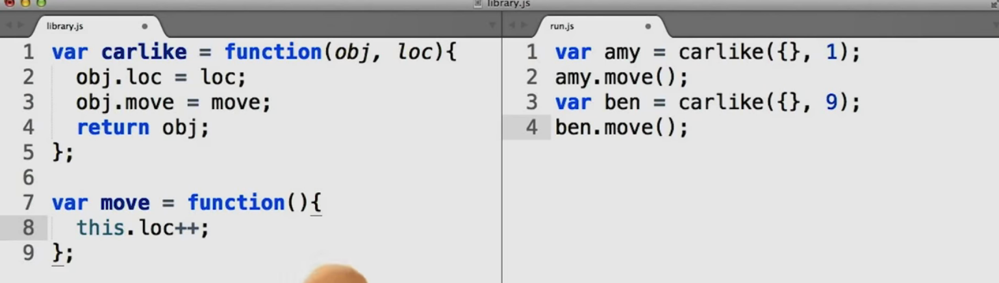 library.js
library.js
1 var carlike = function(obj, loc){
2   obj.loc = loc;
3   obj.move = move;
4   return obj;
5 };
6
7 var move = function(){
8   this.loc++;
9 };
run.js
1 var amy = carlike({}, 1);
2 amy.move();
3 var ben = carlike({}, 9);
4 ben.move();